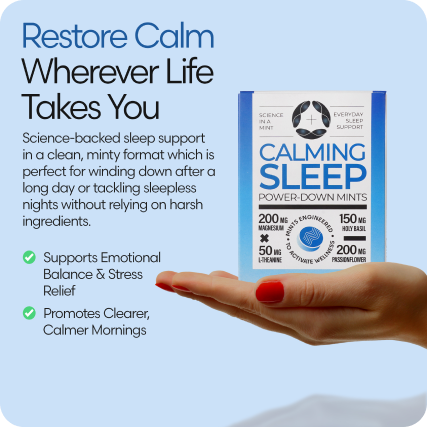 Restore Calm
Wherever Life
Takes You
Science-backed sleep support
in a clean, minty format which is
perfect for winding down after a
long day or tackling sleepless
nights without relying on harsh
ingredients.
Supports Emotional
Balance & Stress
Relief
Promotes Clearer,
Calmer Mornings
SCIENCE
IN A
MINT
EVERYDAY
SLEEP
SUPPORT
CALMING
SLEEP
POWER-DOWN MINTS
200 MG
MAGNESIUM
50 MG
L-THEANINE
MINTS ENGINEERED
TO ACTIVATE WELLNESS
150 MG
HOLY BASIL
200 MG
PASSIONFLOWER